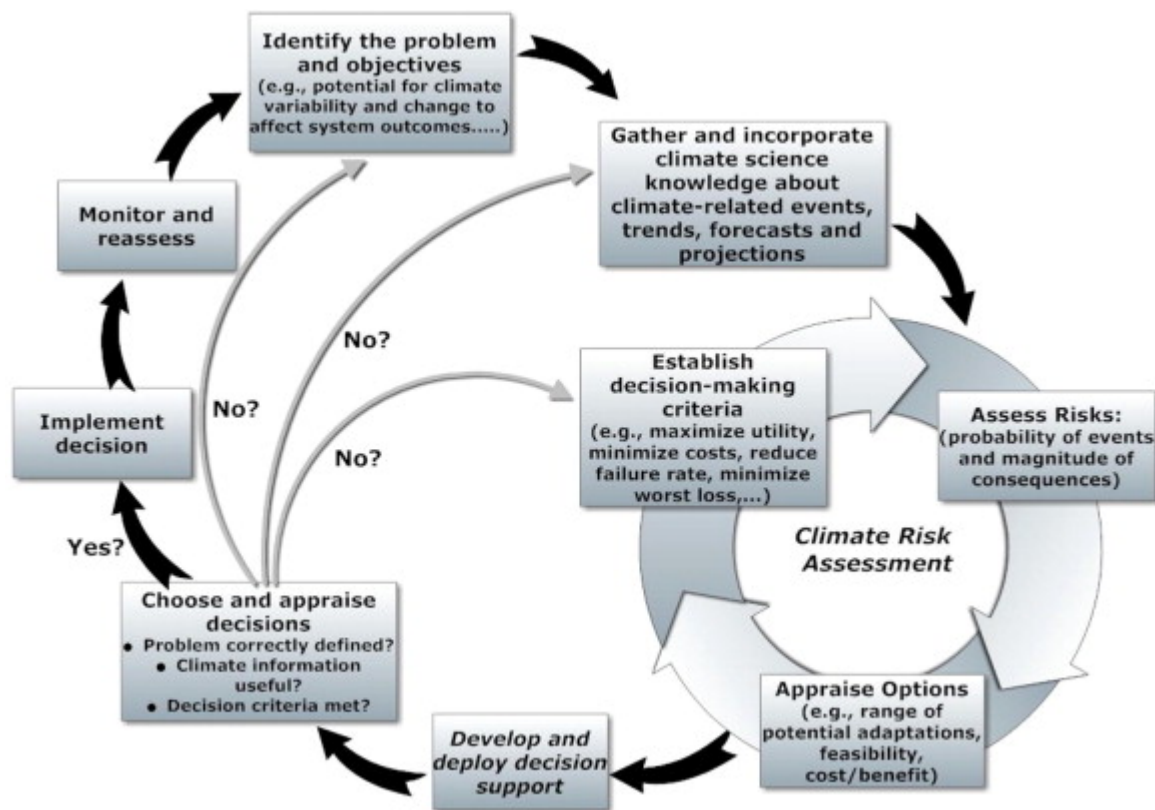 Identify the problem
and objectives
(e.g., potential for climate
variability and change to
affect system outcomes.....)
Gather and incorporate
climate science
knowledge about
climate-related events,
trends, forecasts and
projections
Monitor and
reassess
No?
Establish
decision-making
criteria
(e.g., maximize utility,
minimize costs, reduce
failure rate, minimize
worst loss,...)
Assess Risks:
(probability of events
and magnitude of
consequences)
Implement
decision
No?
No?
Climate Risk
Assessment
Yes?
Choose and appraise
decisions
• Problem correctly defined?
• Climate information
useful?
• Decision criteria met?
Appraise Options
(e.g., range of
potential adaptations,
feasibility,
cost/benefit)
Develop and
deploy decision
support